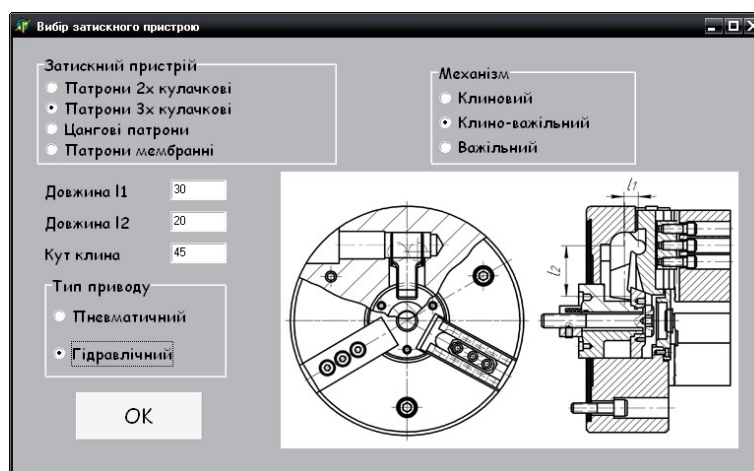 Вибір затискного пристрою
Затискний пристрій
Патрони 2х кулачкові
Патрони 3х кулачкові
Цангові патрони
Патрони мембранні
Механізм
Клиновий
Клино-важільний
Важільний
Довжина l1
30
Довжина l2
20
Кут клина
45
Тип приводу
Пневматичний
Гідравлічний
OK
l1
l2